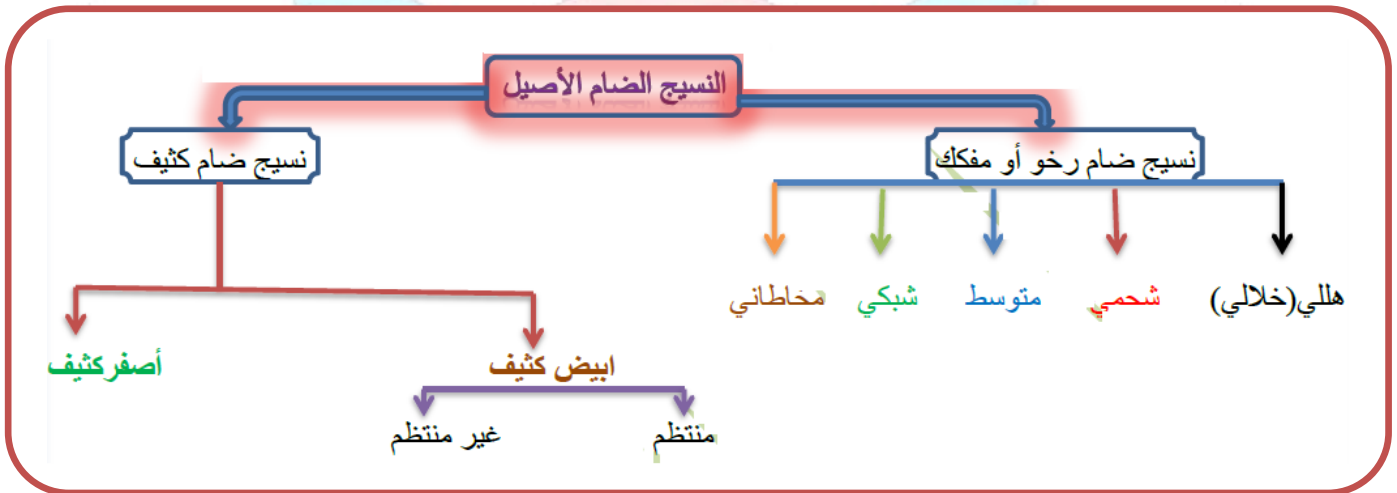 النسيج الضام الأصيل
نسيج ضام رخو أو مفكك
نسيج ضام كثيف
هللي(خلالي)
شحمي
متوسط
شبكي
مخاطاني
ابيض كثيف
أصفركثيف
منتظم
غير منتظم